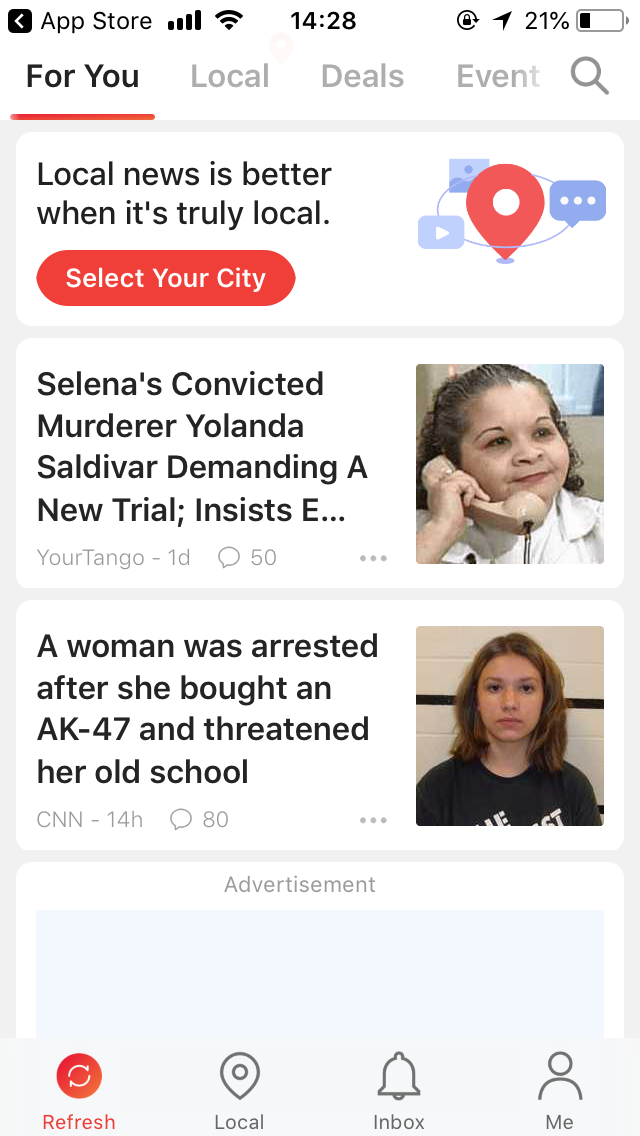 App Store 14:28 21%
For You Local Deals Event
Local news is better
when it's truly local.
Select Your City
Selena's Convicted
Murderer Yolanda
Saldivar Demanding A
New Trial; Insists E...
YourTango - 1d 50
A woman was arrested
after she bought an
AK-47 and threatened
her old school
CNN - 14h 80
Advertisement
Refresh Local Inbox Me